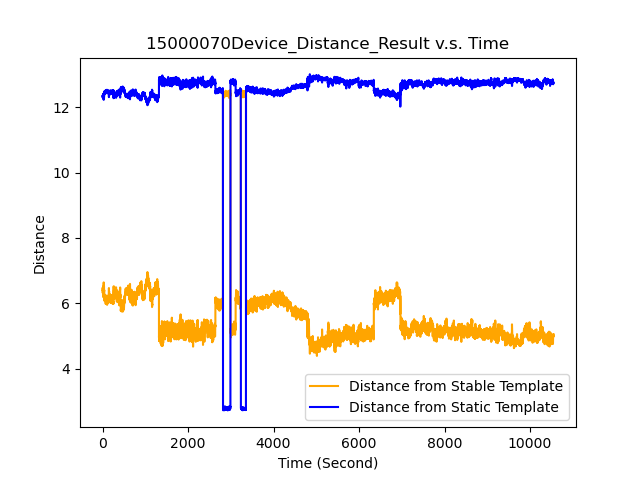 15000070Device_Distance_Result v.s. Time
Distance
12
10
8
6
4
0
2000
4000
6000
8000
10000
Time (Second)
Distance from Stable Template
Distance from Static Template